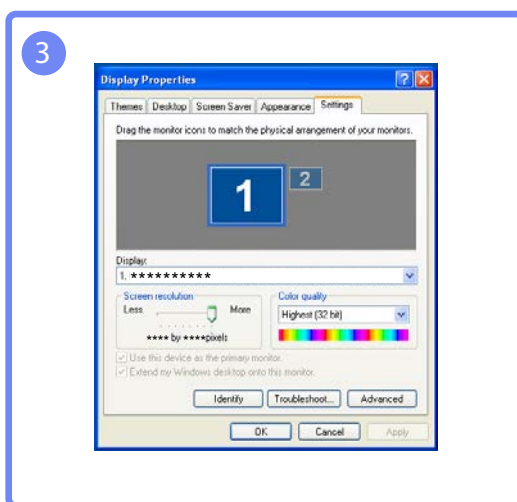 3
Display Properties
Themes Desktop Screen Saver Appearance Settings
Drag the monitor icons to match the physical arrangement of your monitors.
1 2
Display:
1. **********
Screen resolution Color quality
Less More Highest (32 bit)
**** by ****pixels
Use this device as the primary monitor.
Extend my Windows desktop onto this monitor.
Identify Troubleshoot... Advanced
OK Cancel Apply